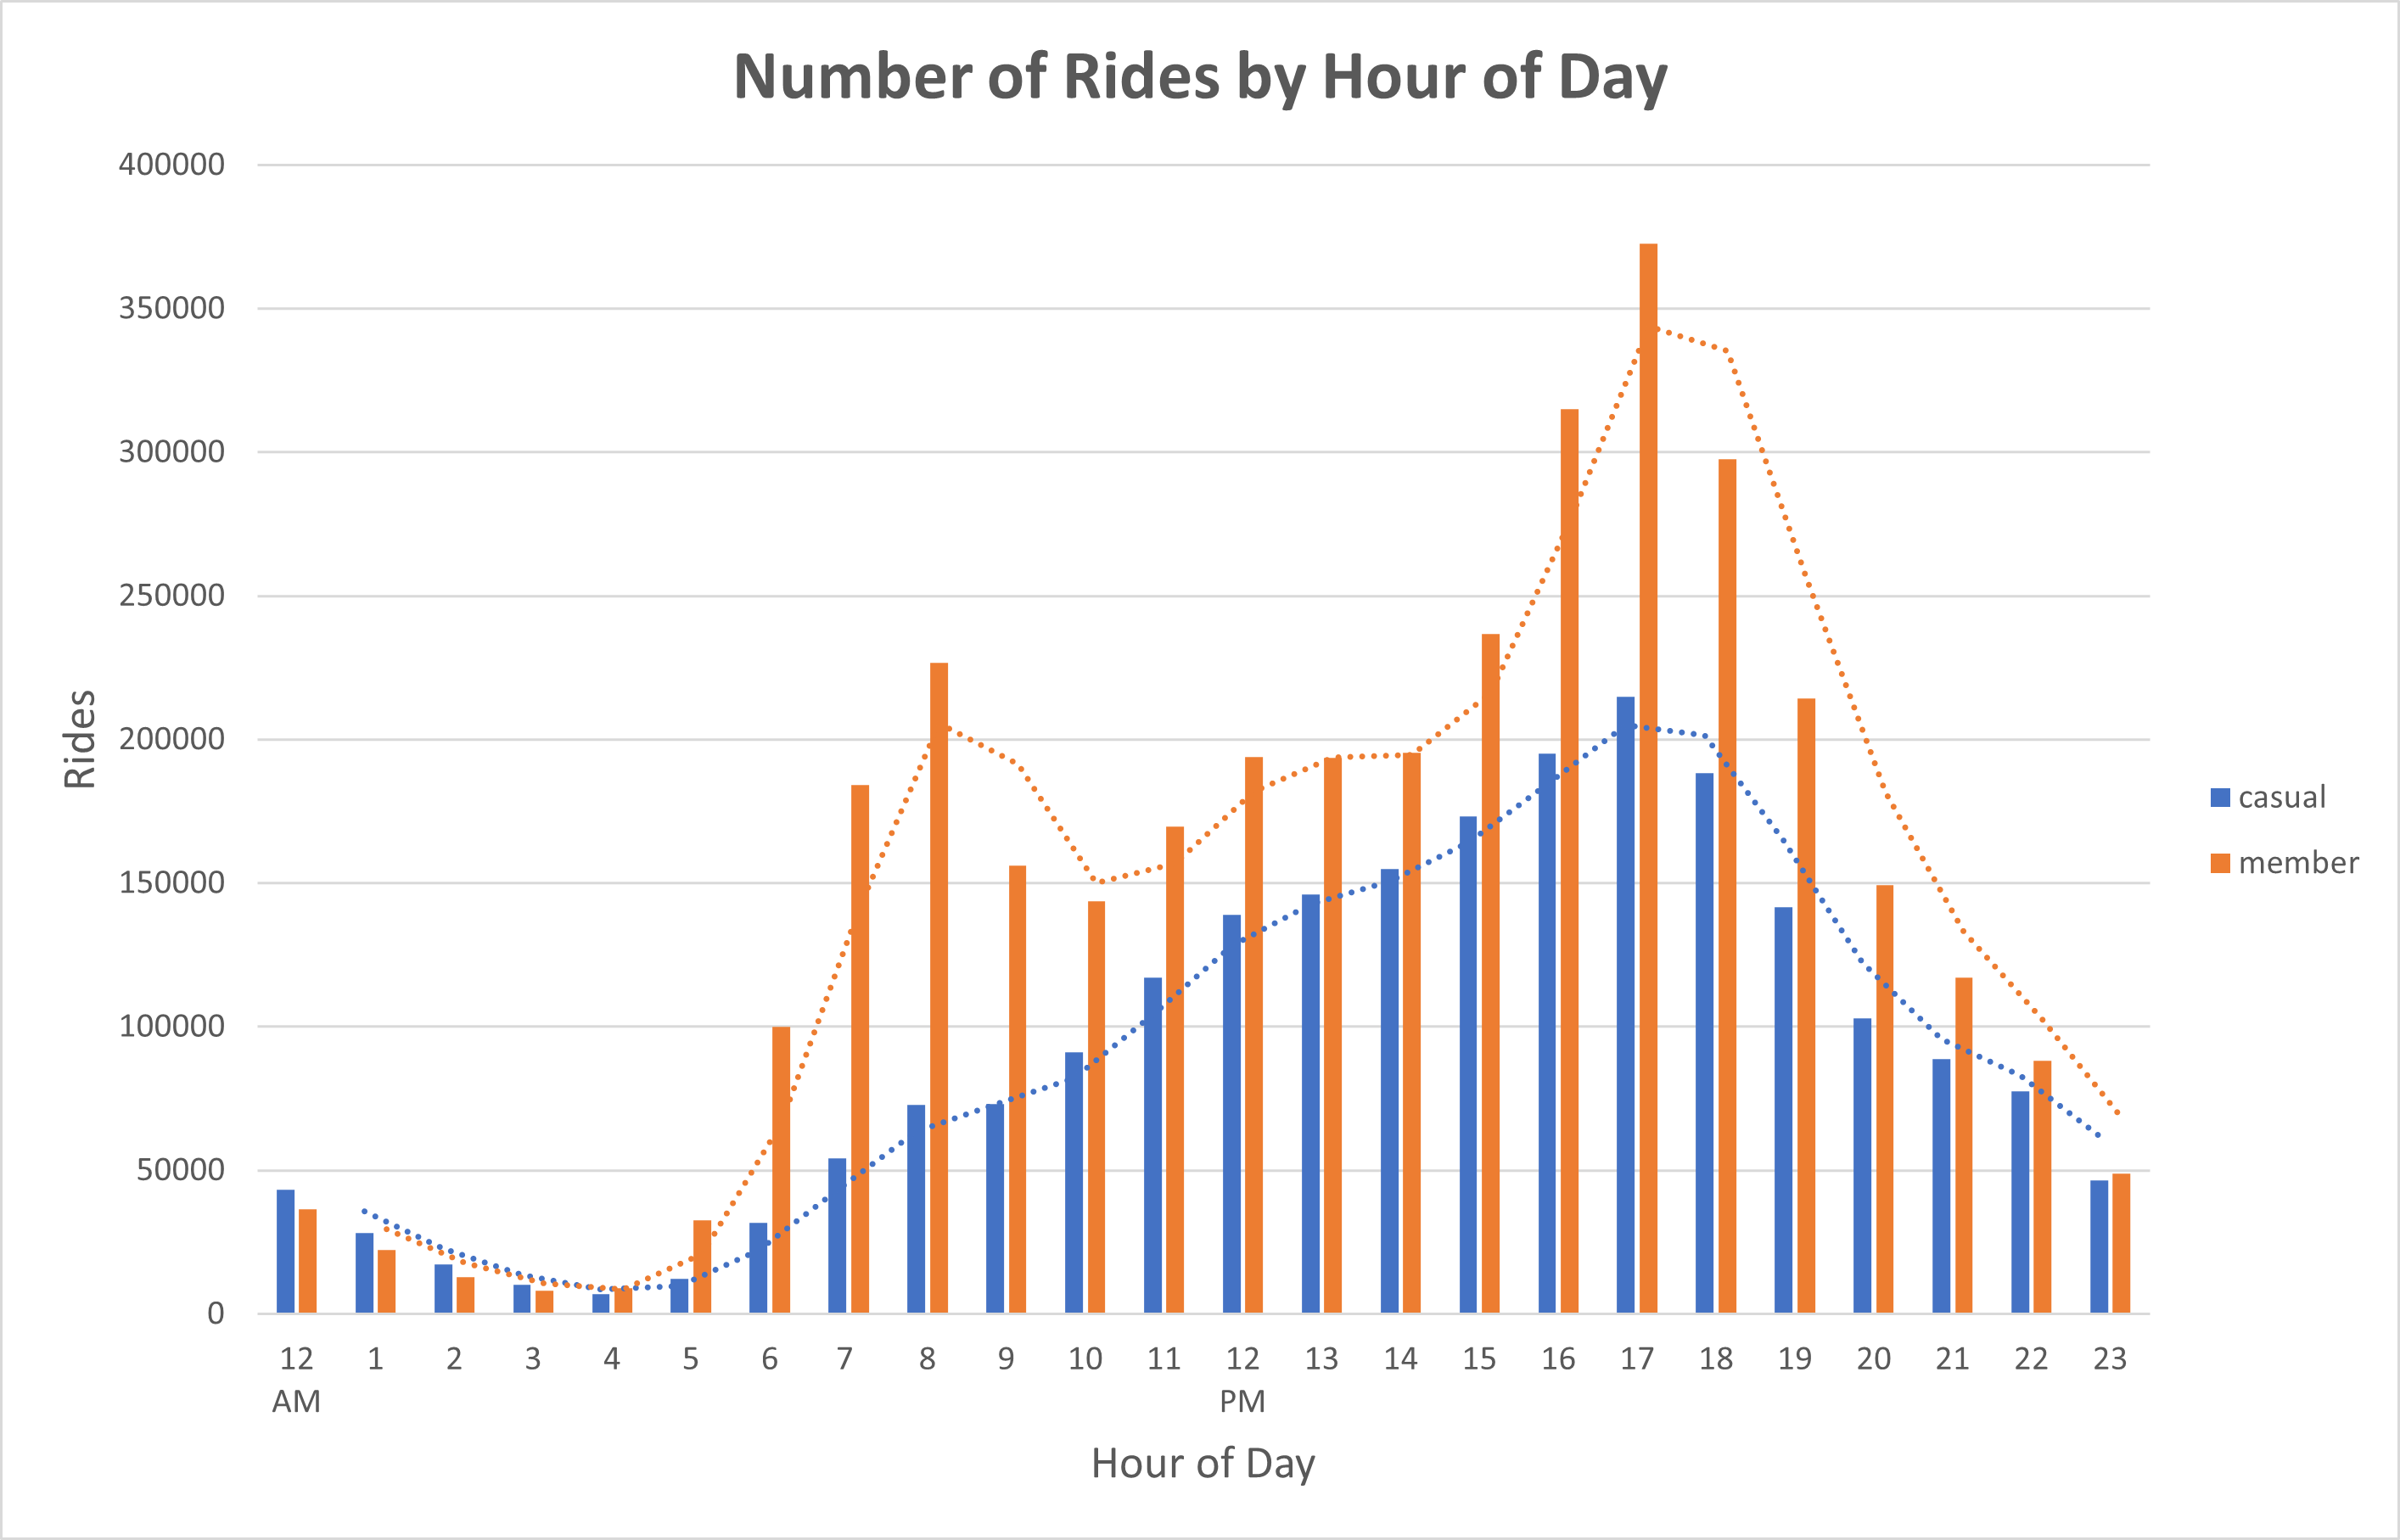 Number of Rides by Hour of Day
400000
350000
300000
250000
200000
150000
100000
50000
0
Rides
12 1 2 3 4 5 6 7 8 9 10 11 12 13 14 15 16 17 18 19 20 21 22 23
AM PM
Hour of Day
casual
member